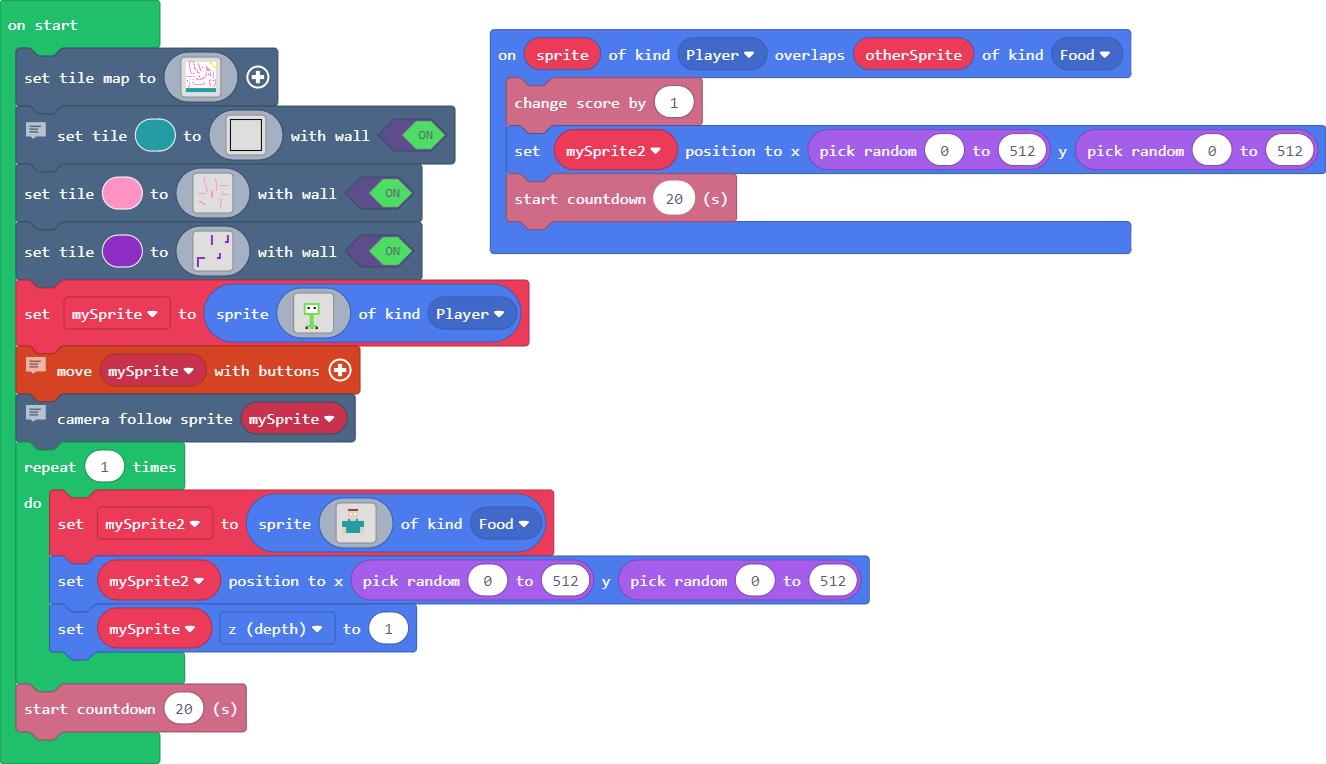 on start
set tile map to
set tile to with wall ON
set tile to with wall ON
set tile to with wall ON
set mySprite to sprite of kind Player
move mySprite with buttons
camera follow sprite mySprite
repeat 1 times
do
set mySprite2 to sprite of kind Food
set mySprite2 position to x pick random 0 to 512 y pick random 0 to 512
set mySprite z (depth) to 1
start countdown 20 (s)
on sprite of kind Player overlaps otherSprite of kind Food
change score by 1
set mySprite2 position to x pick random 0 to 512 y pick random 0 to 512
start countdown 20 (s)